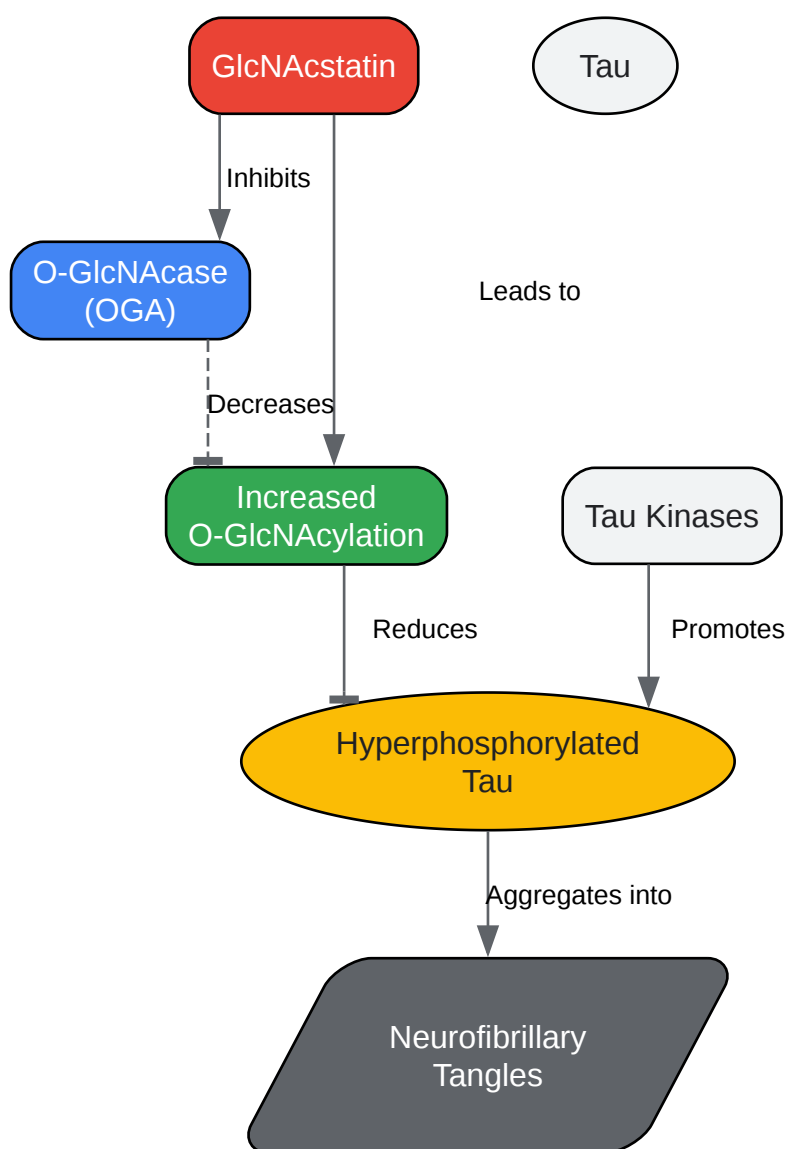 GlcNAcstatin
Tau
Inhibits
O-GlcNAcase
(OGA)
Leads to
Decreases
Increased
O-GlcNAcylation
Tau Kinases
Reduces
Promotes
Hyperphosphorylated
Tau
Aggregates into
Neurofibrillary
Tangles